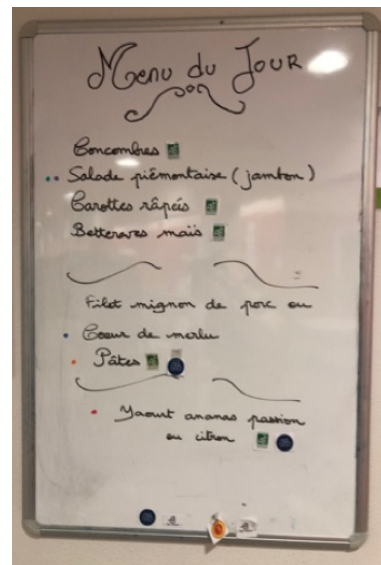 Menu du Jour
Concombres
Salade piémontaise (jambon)
Carottes râpéés
Betteraves maïs
Filet mignon de porc ou
Coeur de merlu
Pâtes
Yaourt ananas passion
ou citron